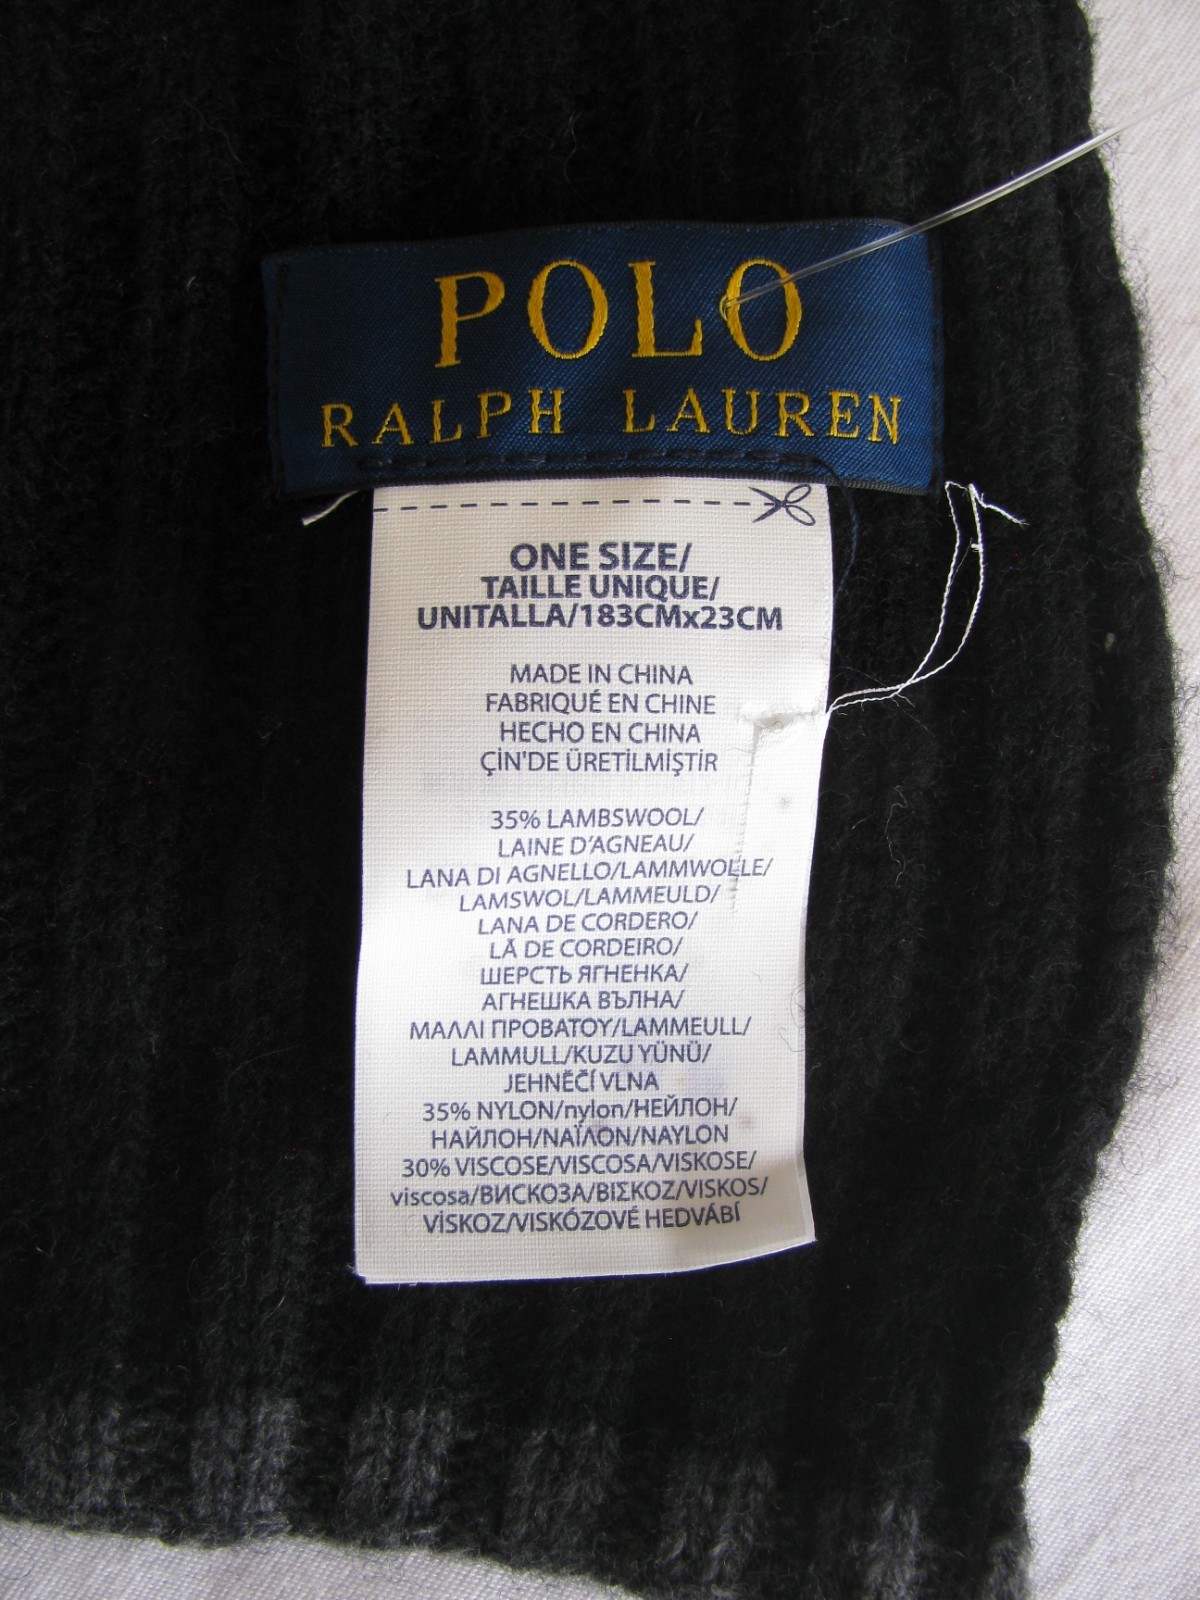 POLO
RALPH LAUREN
ONE SIZE/
TAILLE UNIQUE/
UNITALLA/183CMx23CM
MADE IN CHINA
FABRIQUÉ EN CHINE
HECHO EN CHINA
ÇİN'DE ÜRETİLMİŞTİR
35% LAMBSWOOL/
LAINE D'AGNEAU/
LANA DI AGNELLO/LAMMWOLLE/
LAMSWOL/LAMMEULD/
LANA DE CORDERO/
LÃ DE CORDEIRO/
ШЕРСТЬ ЯГНЕНКА/
АГНЕШКА ВЪЛНА/
ΜΑΛΛΙ ΠΡΟΒΑΤΟΥ/LAMMEULL/
LAMMULL/KUZU YÜNÜ/
JEHNĚČÍ VLNA
35% NYLON/nylon/НЕЙЛОН/
НАЙЛОН/ΝΑΪΛΟΝ/NAYLON
30% VISCOSE/VISCOSA/VISKOSE/
viscosa/ВИСКОЗА/ΒΙΣΚΟΖ/VISKOS/
VİSKOZ/VISKÓZOVÉ HEDVÁBÍ